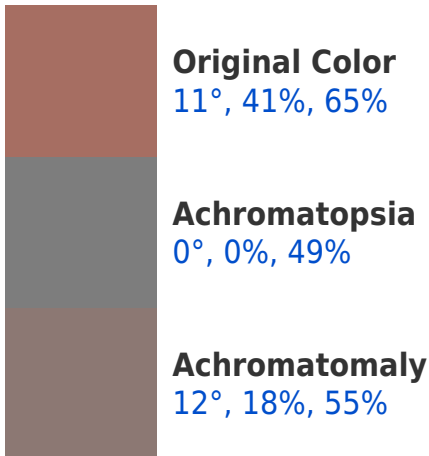 Original Color
11°, 41%, 65%
Achromatopsia
0°, 0%, 49%
Achromatomaly
12°, 18%, 55%